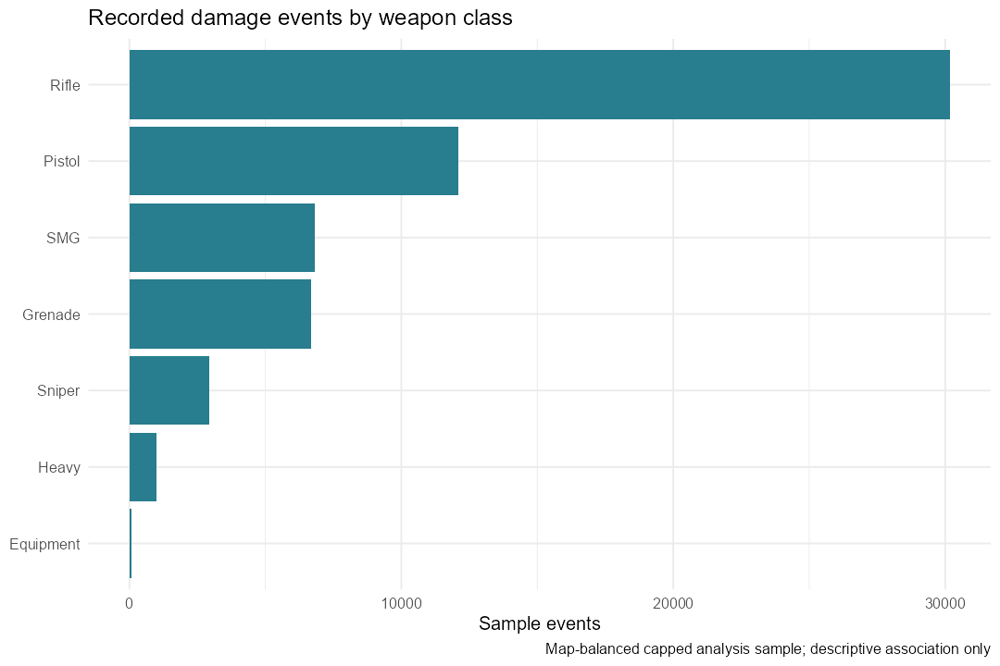 Recorded damage events by weapon class
Rifle
Pistol
SMG
Grenade
Sniper
Heavy
Equipment
0 10000 20000 30000
Sample events
Map-balanced capped analysis sample; descriptive association only